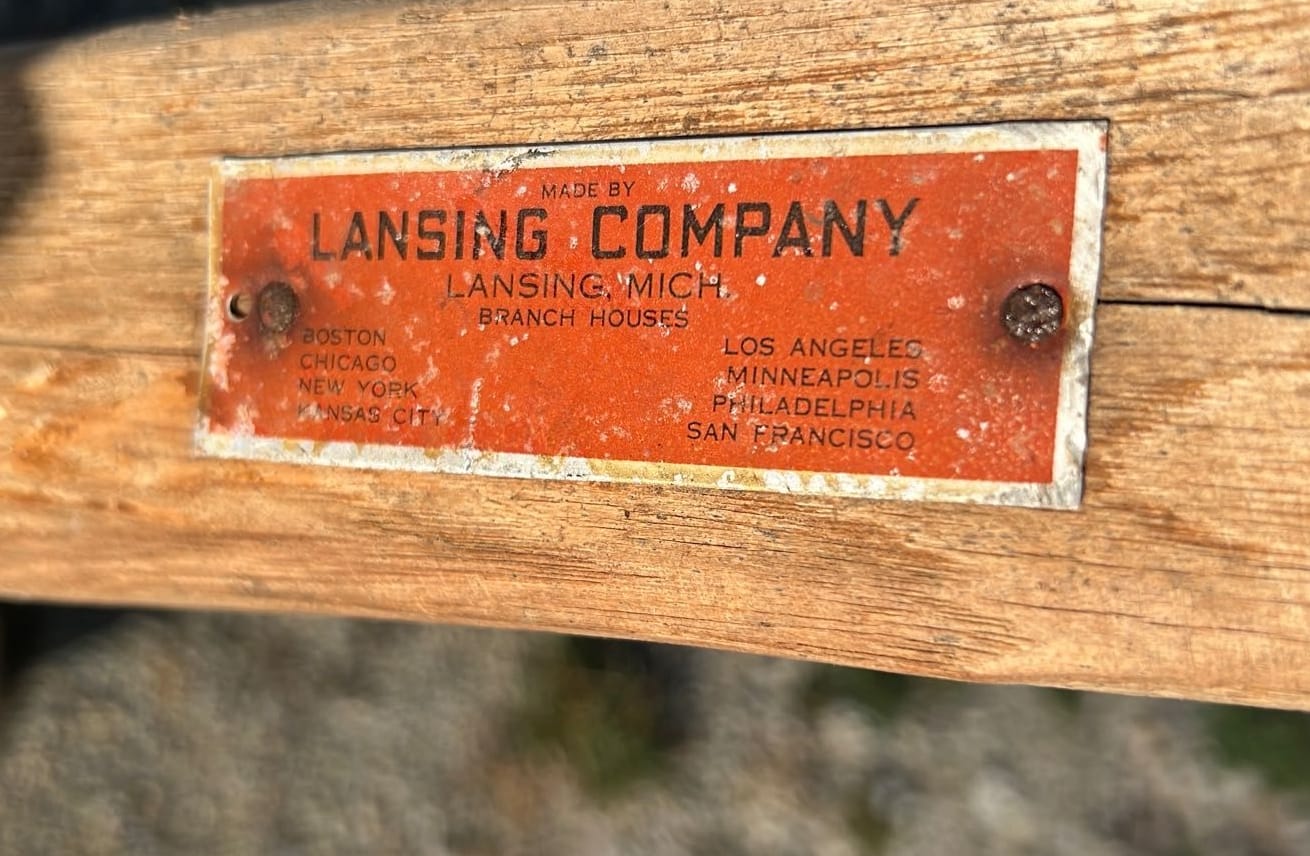 MADE BY
LANSING COMPANY
LANSING, MICH.
BRANCH HOUSES
BOSTON
CHICAGO
NEW YORK
KANSAS CITY
LOS ANGELES
MINNEAPOLIS
PHILADELPHIA
SAN FRANCISCO